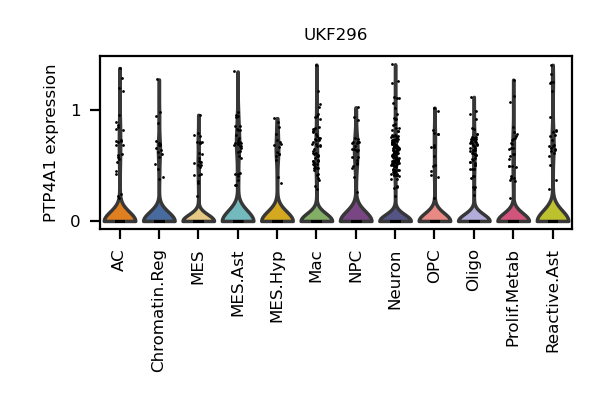 UKF296
PTP4A1 expression
1
0
AC
Chromatin.Reg
MES
MES.Ast
MES.Hyp
Mac
NPC
Neuron
OPC
Oligo
Prolif.Metab
Reactive.Ast